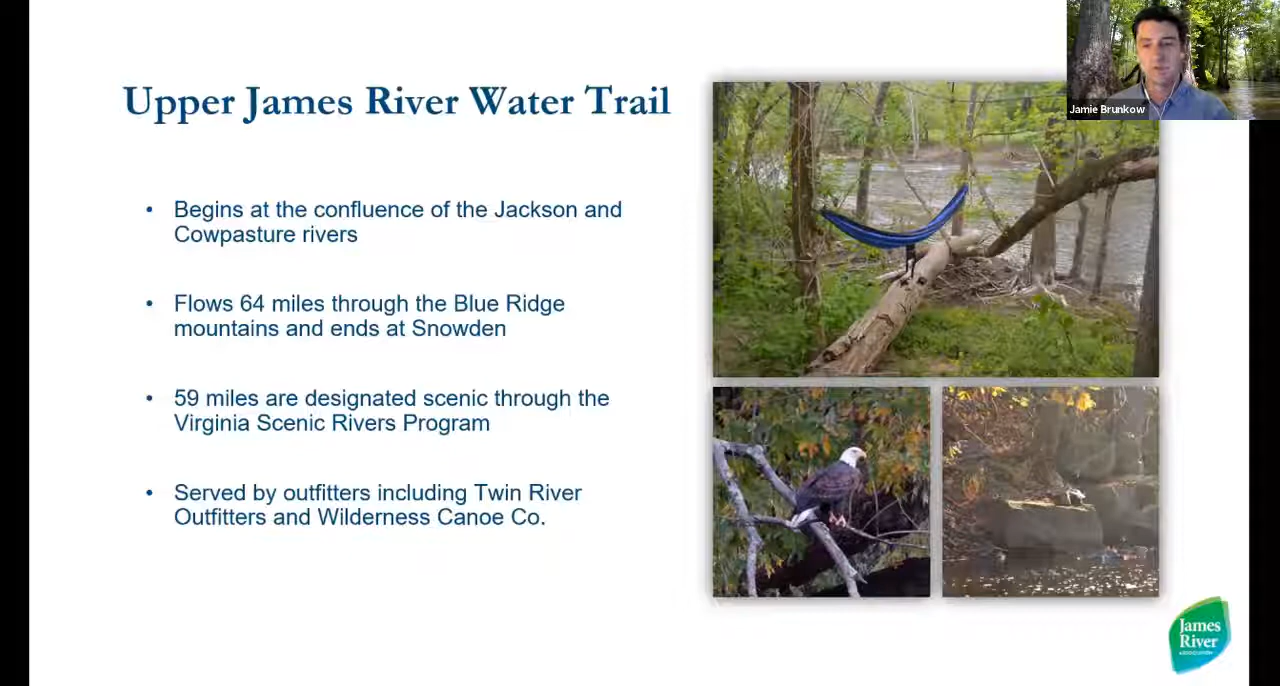 Jamie Brunkow
Upper James River Water Trail
• Begins at the confluence of the Jackson and
Cowpasture rivers
• Flows 64 miles through the Blue Ridge
mountains and ends at Snowden
• 59 miles are designated scenic through the
Virginia Scenic Rivers Program
• Served by outfitters including Twin River
Outfitters and Wilderness Canoe Co.
James
River
ASSOCIATION